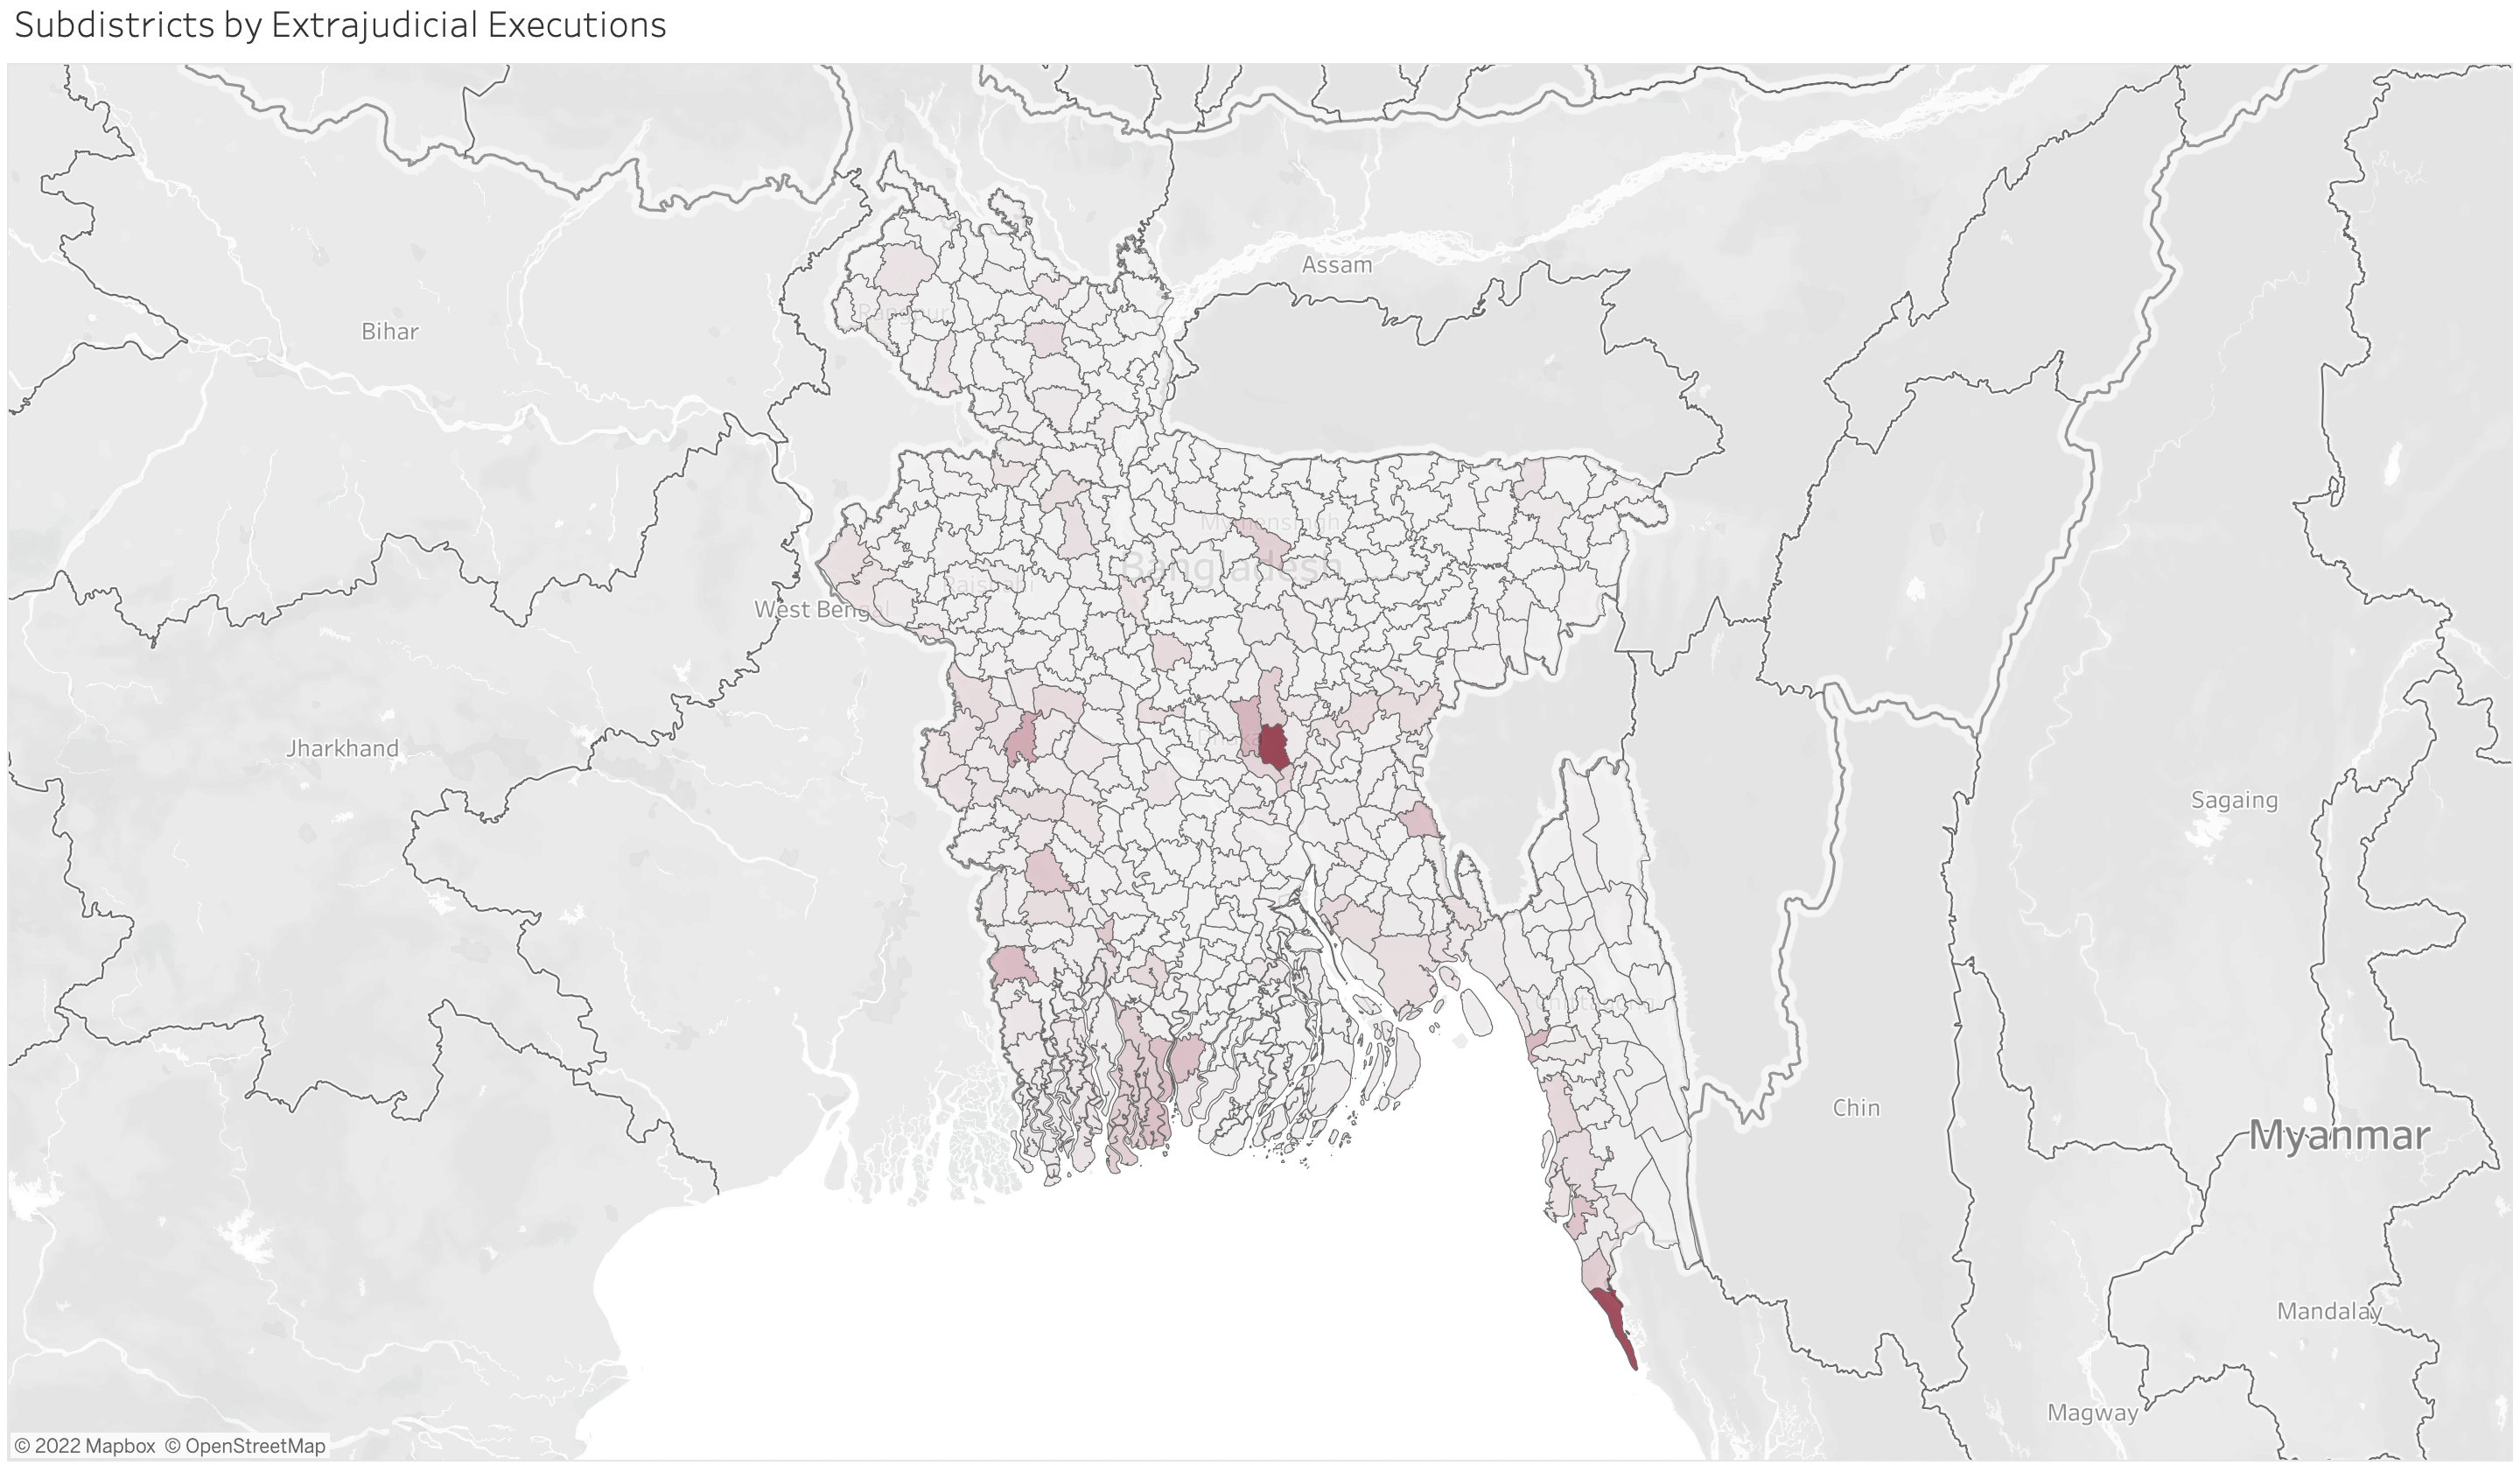 Subdistricts by Extrajudicial Executions
Assam
Bihar
Rangpur
Mymensingh
Bangladesh
Rajshahi
West Bengal
Dhaka
Jharkhand
Sagaing
Chin
Myanmar
Mandalay
Magway
© 2022 Mapbox © OpenStreetMap